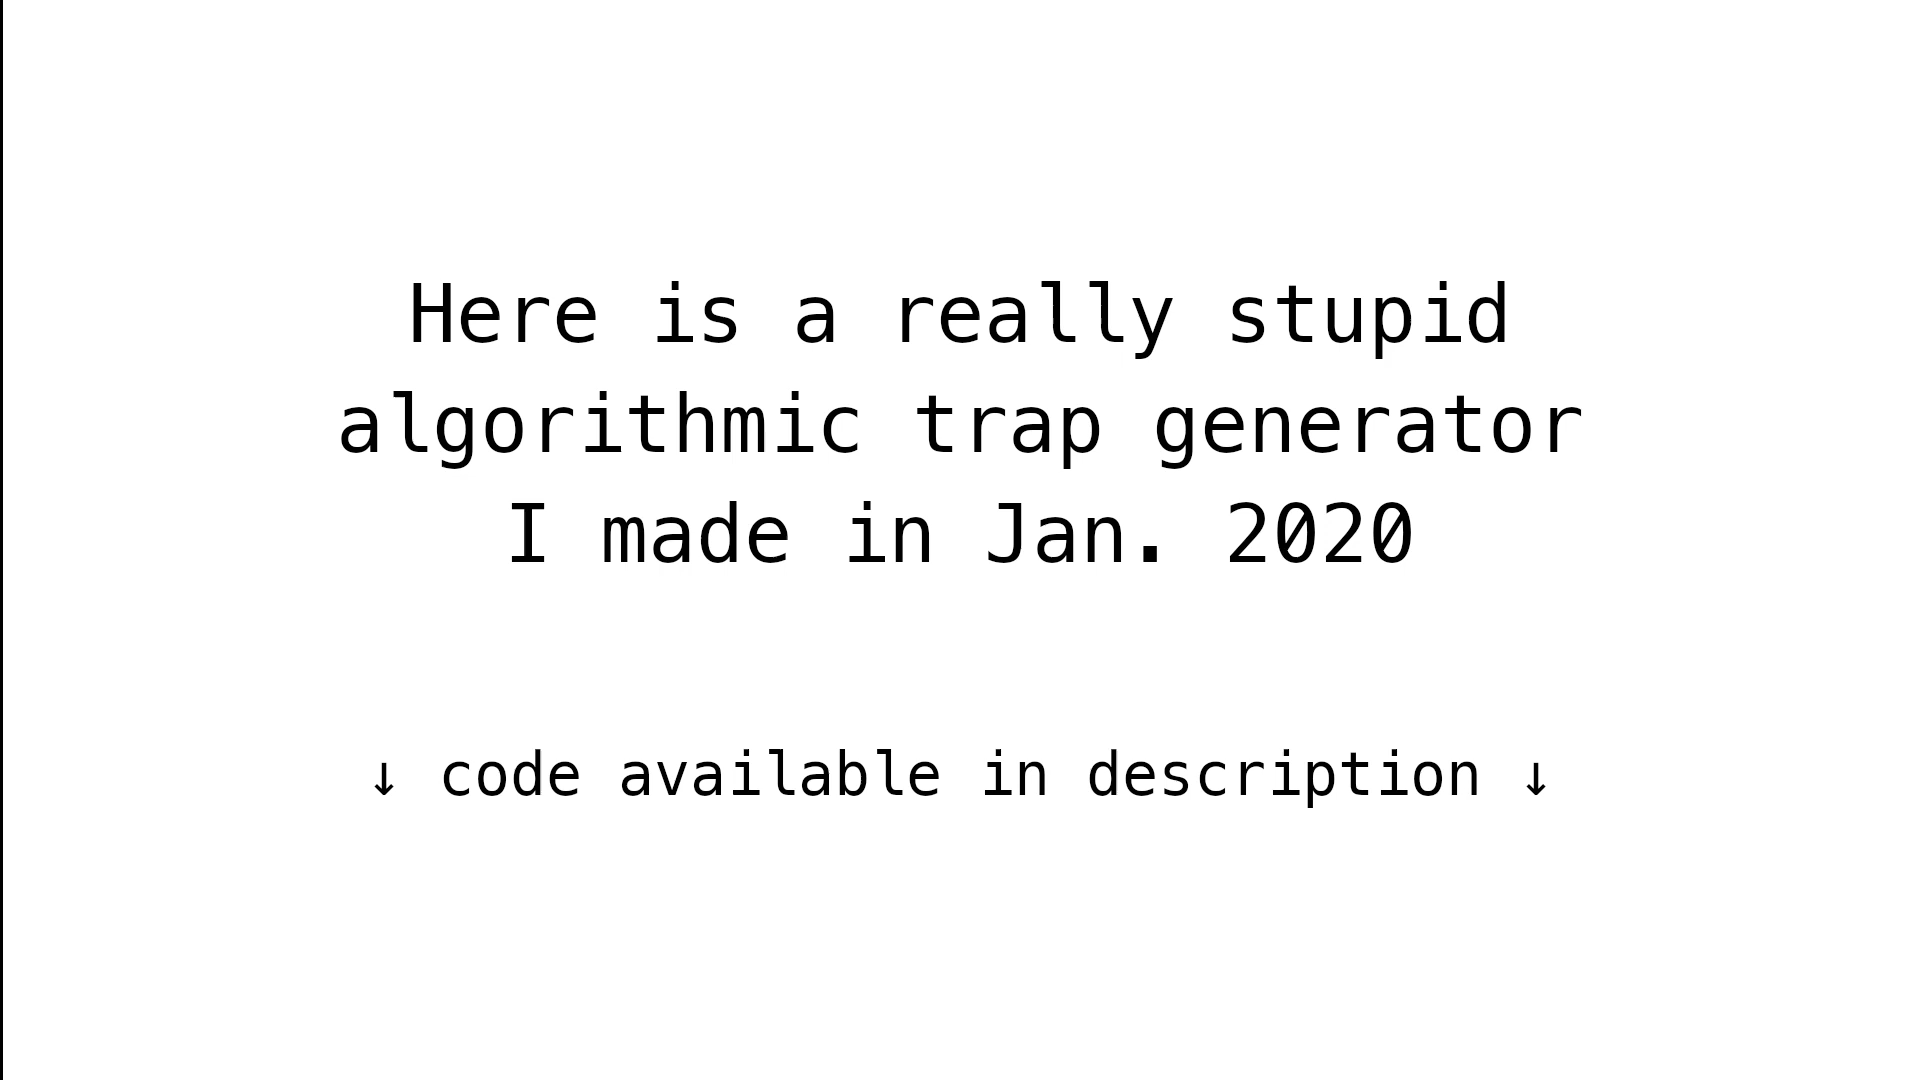 Here is a really stupid
algorithmic trap generator
I made in Jan. 2020
↓ code available in description ↓